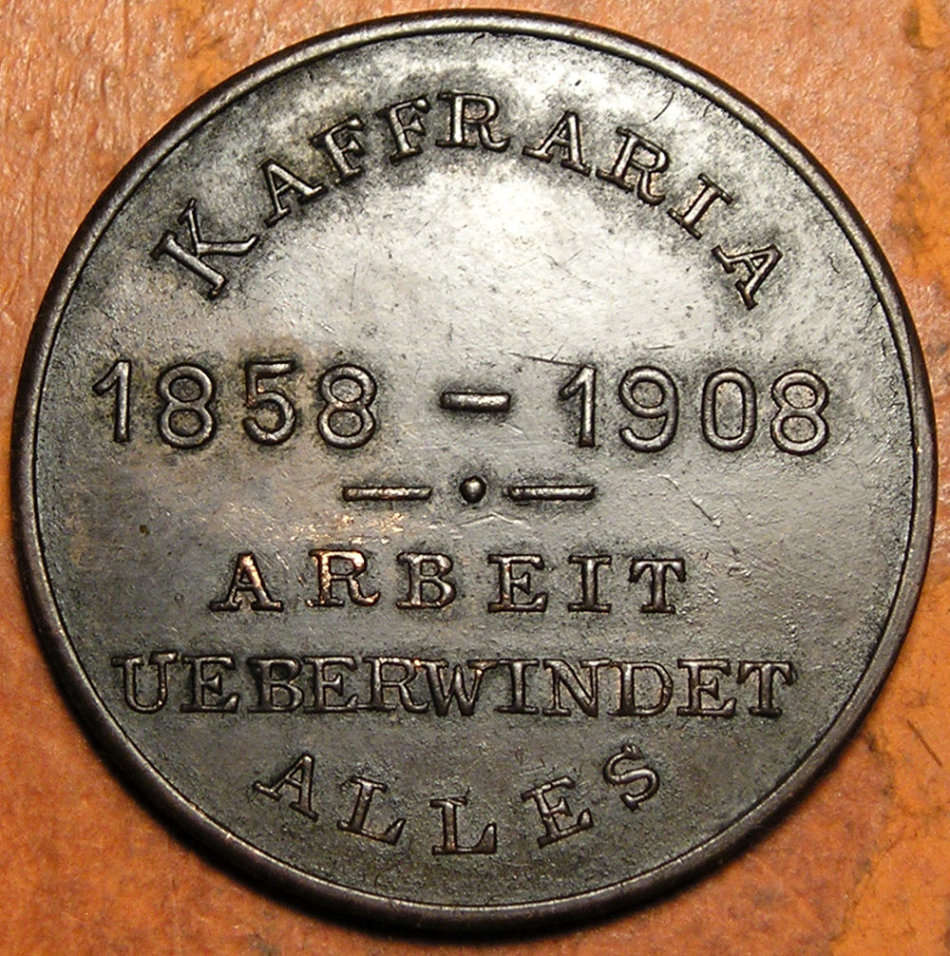 KAFFRARIA
1858 - 1908
ARBEIT
UEBERWINDET
ALLES